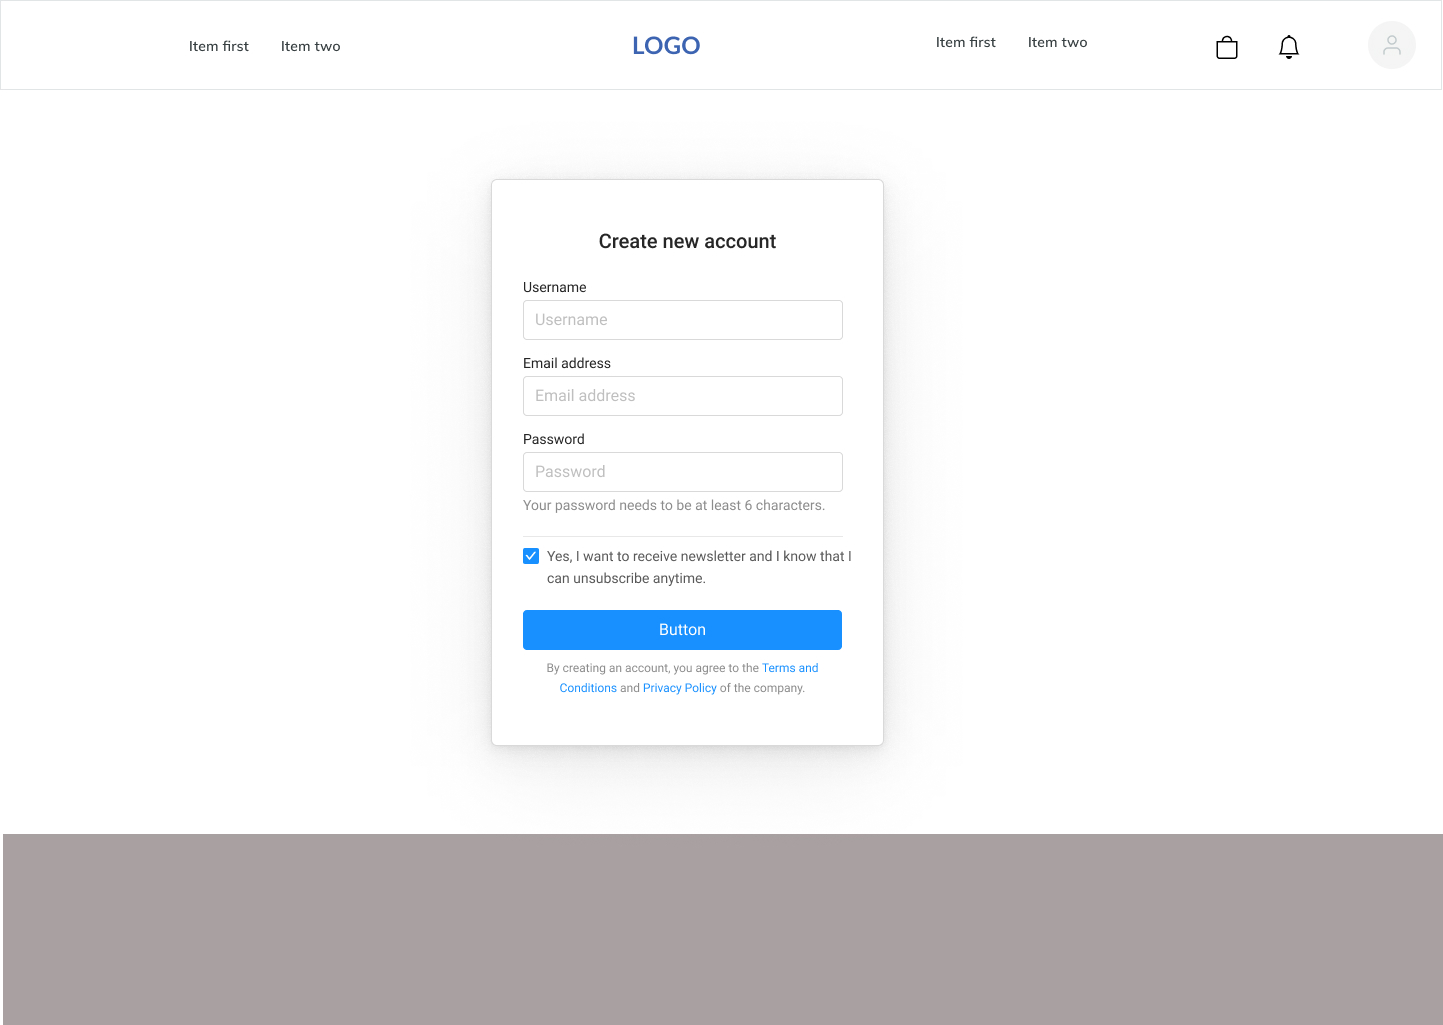 Item first
Item two
LOGO
Item first
Item two
Create new account
Username
Username
Email address
Email address
Password
Password
Your password needs to be at least 6 characters.
Yes, I want to receive newsletter and I know that I
can unsubscribe anytime.
Button
By creating an account, you agree to the Terms and
Conditions and Privacy Policy of the company.